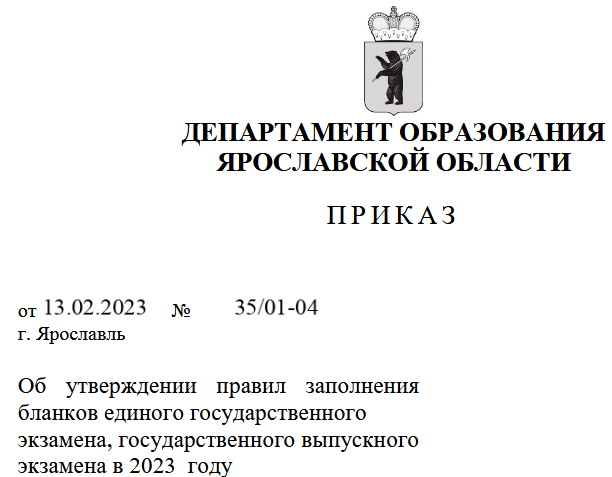 ДЕПАРТАМЕНТ ОБРАЗОВАНИЯ
ЯРОСЛАВСКОЙ ОБЛАСТИ
ПРИКАЗ
от 13.02.2023 № 35/01-04
г. Ярославль
Об утверждении правил заполнения
бланков единого государственного
экзамена, государственного выпускного
экзамена в 2023 году